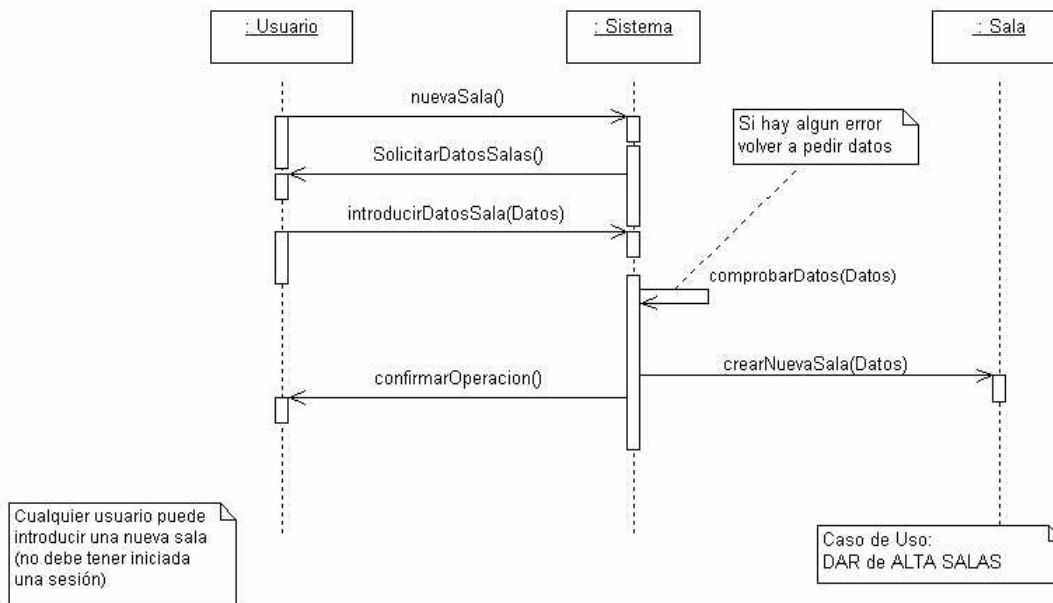 : Usuario
: Sistema
: Sala
nuevaSala()
Si hay algun error
volver a pedir datos
SolicitarDatosSalas()
introducirDatosSala(Datos)
comprobarDatos(Datos)
crearNuevaSala(Datos)
confirmarOperacion()
Cualquier usuario puede
introducir una nueva sala
(no debe tener iniciada
una sesión)
Caso de Uso:
DAR de ALTA SALAS